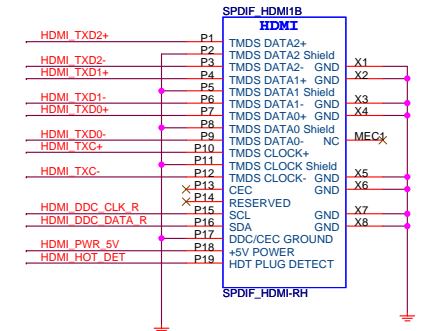 SPDIF_HDMI1B
HDMI
HDMI_TXD2+ P1 TMDS DATA2+
P2 TMDS DATA2 Shield
HDMI_TXD2- P3 TMDS DATA2- GND X1
HDMI_TXD1+ P4 TMDS DATA1+ GND X2
P5 TMDS DATA1 Shield
HDMI_TXD1- P6 TMDS DATA1- GND X3
HDMI_TXD0+ P7 TMDS DATA0+ GND X4
P8 TMDS DATA0 Shield
HDMI_TXD0- P9 TMDS DATA0- NC MEC1
HDMI_TXC+ P10 TMDS CLOCK+
P11 TMDS CLOCK Shield
HDMI_TXC- P12 TMDS CLOCK- GND X5
P13 CEC GND X6
P14 RESERVED
HDMI_DDC_CLK_R P15 SCL GND X7
HDMI_DDC_DATA_R P16 SDA GND X8
P17 DDC/CEC GROUND
HDMI_PWR_5V P18 +5V POWER
HDMI_HOT_DET P19 HDT PLUG DETECT
SPDIF_HDMI-RH